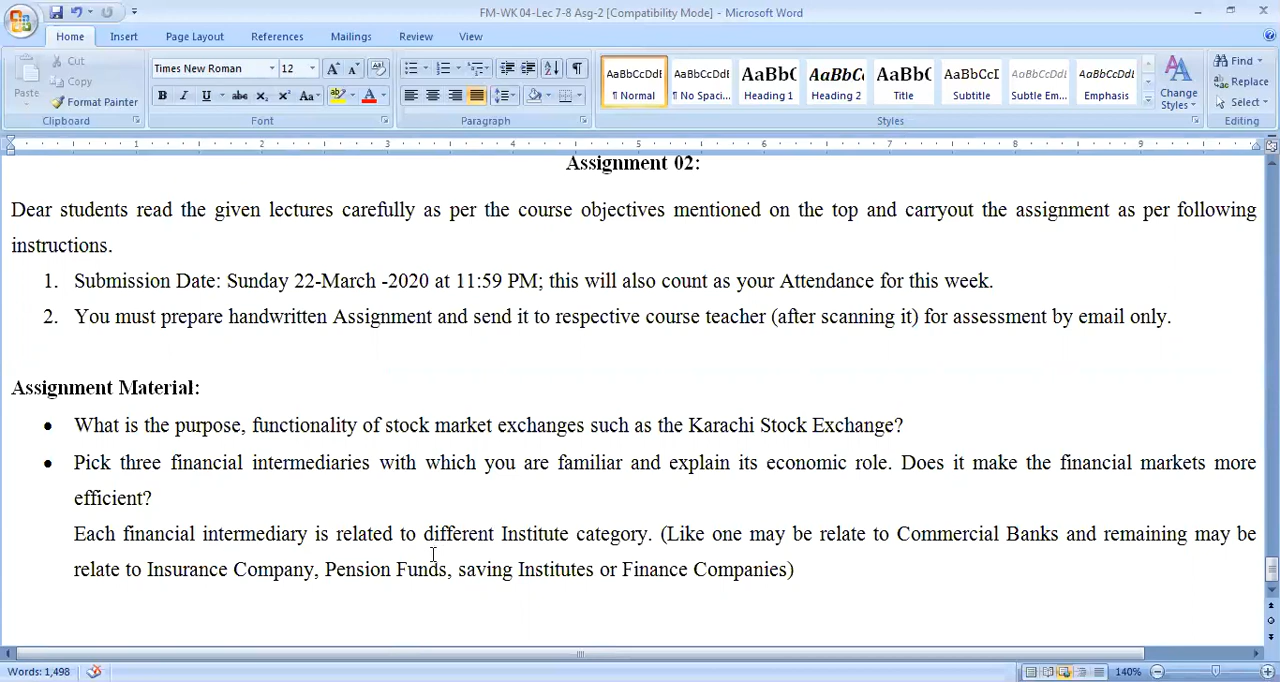 FM-WK 04-Lec 7-8 Asg-2 [Compatibility Mode] - Microsoft Word
Home Insert Page Layout References Mailings Review View
Paste
Cut
Copy
Format Painter
Clipboard
Times New Roman 12
Font
Paragraph
AaBbCcDdI AaBbCcDdI AaBbC AaBbCc AaBbC AaBbCcI AaBbCcDdI AaBbCcDdI
¶ Normal ¶ No Spaci... Heading 1 Heading 2 Title Subtitle Subtle Em... Emphasis
Change Styles
Styles
Find
Replace
Select
Editing
1 2 3 4 5 6 7 8 9
Assignment 02:
Dear students read the given lectures carefully as per the course objectives mentioned on the top and carryout the assignment as per following
instructions.
1. Submission Date: Sunday 22-March -2020 at 11:59 PM; this will also count as your Attendance for this week.
2. You must prepare handwritten Assignment and send it to respective course teacher (after scanning it) for assessment by email only.
Assignment Material:
• What is the purpose, functionality of stock market exchanges such as the Karachi Stock Exchange?
• Pick three financial intermediaries with which you are familiar and explain its economic role. Does it make the financial markets more
efficient?
Each financial intermediary is related to different Institute category. (Like one may be relate to Commercial Banks and remaining may be
relate to Insurance Company, Pension Funds, saving Institutes or Finance Companies)
Words: 1,498
140%